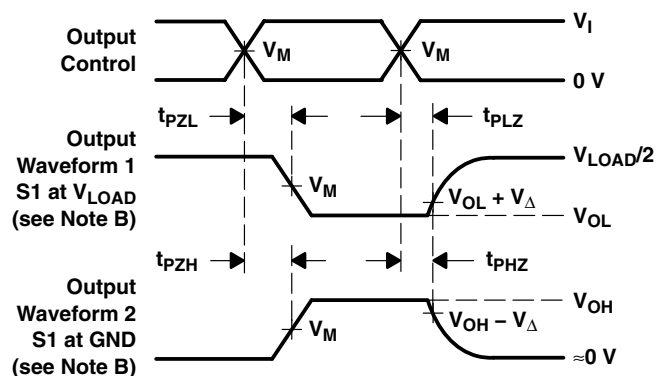 Output
Control
V_M
V_M
V_I
0 V
t_PZL
t_PLZ
Output
Waveform 1
S1 at V_LOAD
(see Note B)
V_M
V_LOAD/2
V_OL + V_Δ
V_OL
t_PZH
t_PHZ
Output
Waveform 2
S1 at GND
(see Note B)
V_M
V_OH
V_OH − V_Δ
≈0 V